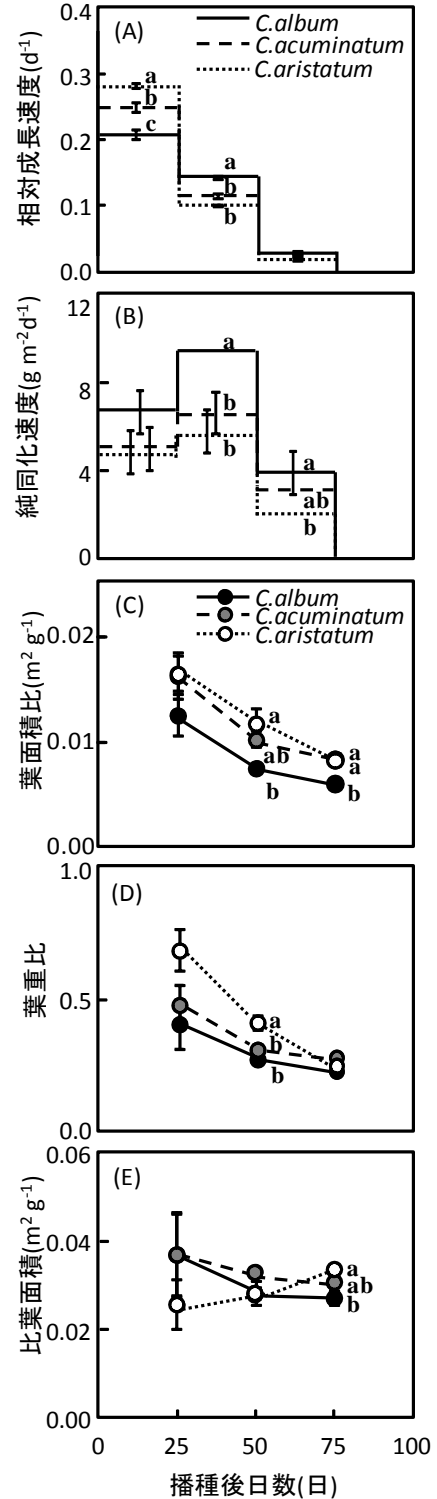 (A)
C.album
C.acuminatum
C.aristatum
相対成長速度(d⁻¹)
0.4
0.3
0.2
0.1
0.0
a
b
c
a
b
b
(B)
純同化速度(g m⁻²d⁻¹)
12
8
4
0
a
b
b
a
ab
b
(C)
C.album
C.acuminatum
C.aristatum
葉面積比(m² g⁻¹)
0.02
0.01
0.00
a
ab
b
a
a
b
(D)
葉重比
1.0
0.5
0.0
a
b
b
(E)
比葉面積(m² g⁻¹)
0.06
0.04
0.02
0.00
a
ab
b
0 25 50 75 100
播種後日数(日)